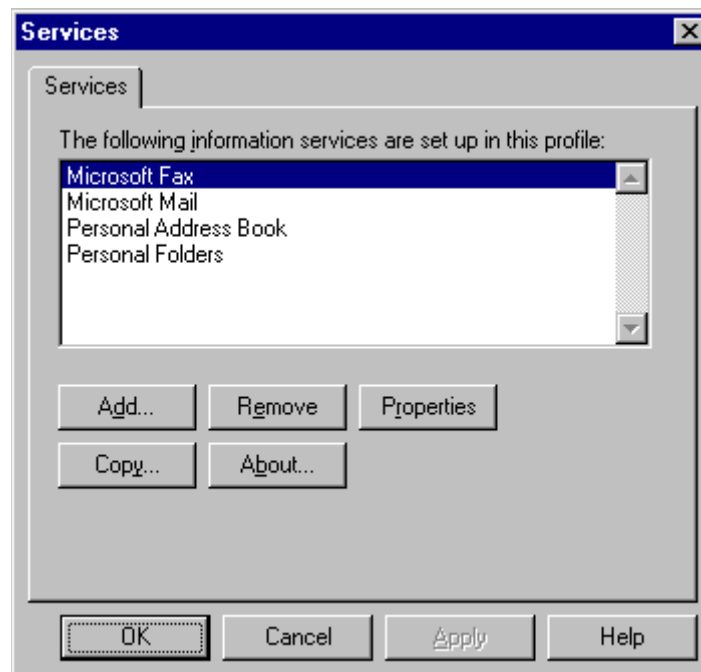 Services
Services
The following information services are set up in this profile:
Microsoft Fax
Microsoft Mail
Personal Address Book
Personal Folders
Add... Remove Properties
Copy... About...
OK Cancel Apply Help